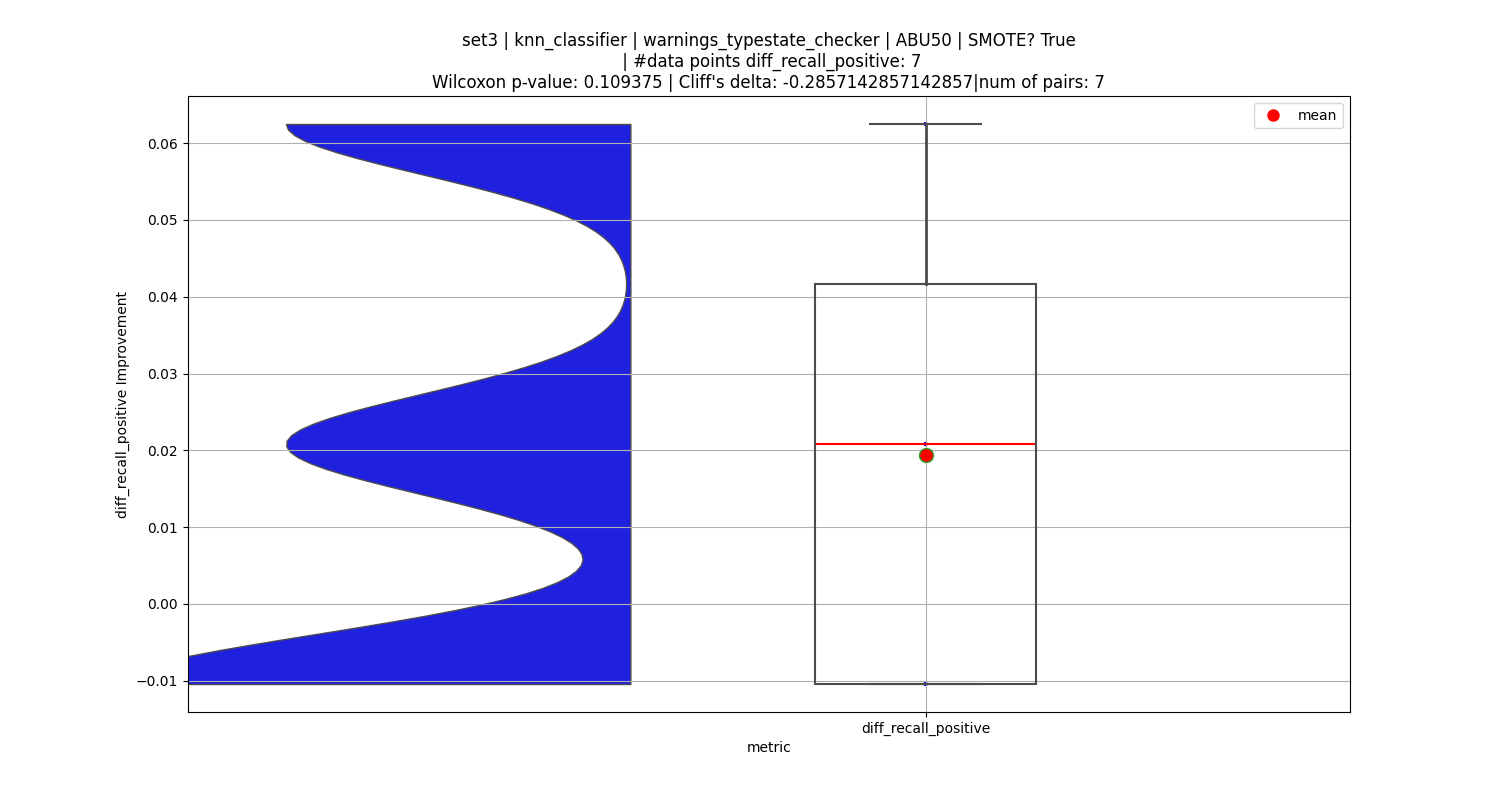 set3 | knn_classifier | warnings_typestate_checker | ABU50 | SMOTE? True
| #data points diff_recall_positive: 7
Wilcoxon p-value: 0.109375 | Cliff's delta: -0.2857142857142857|num of pairs: 7
mean
0.06
0.05
0.04
0.03
0.02
0.01
0.00
−0.01
diff_recall_positive Improvement
diff_recall_positive
metric